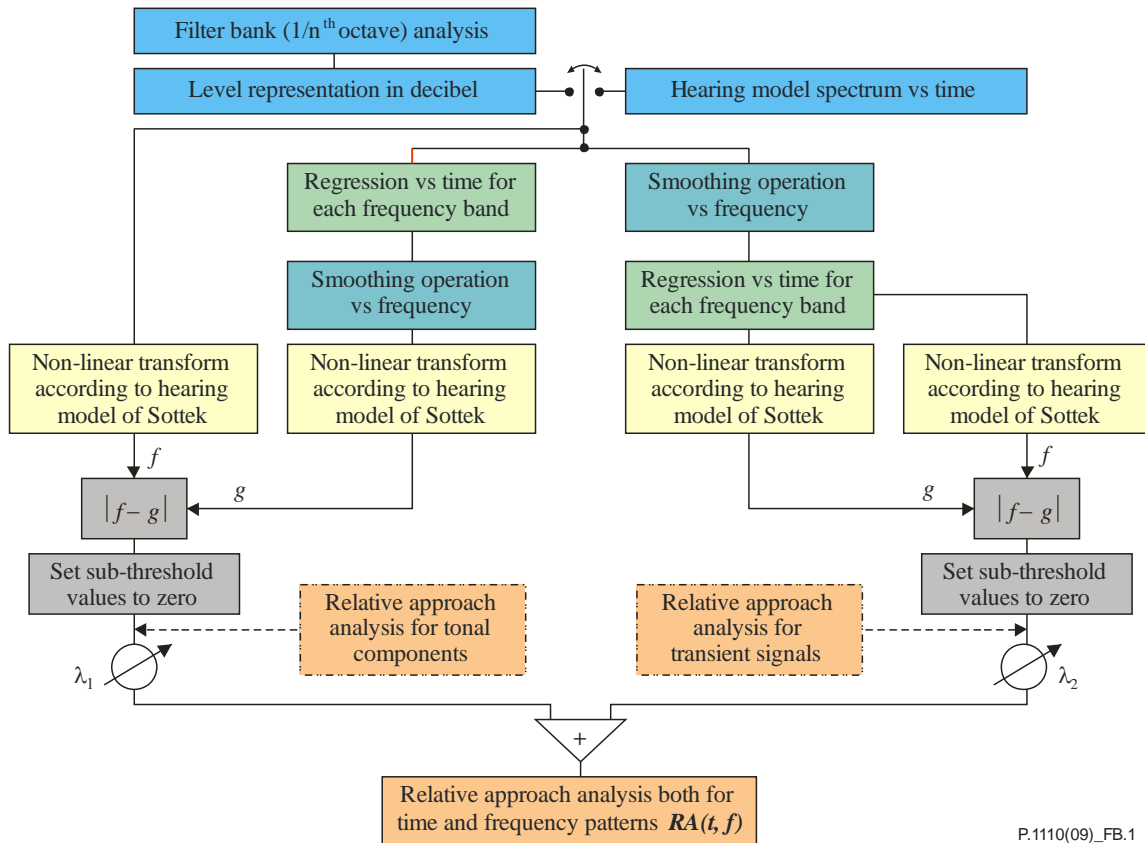 Filter bank (1/nth octave) analysis
Level representation in decibel
Hearing model spectrum vs time
Regression vs time for
each frequency band
Smoothing operation
vs frequency
Smoothing operation
vs frequency
Regression vs time for
each frequency band
Non-linear transform
according to hearing
model of Sottek
Non-linear transform
according to hearing
model of Sottek
Non-linear transform
according to hearing
model of Sottek
Non-linear transform
according to hearing
model of Sottek
f
g
g
f
|f– g|
|f– g|
Set sub-threshold
values to zero
Set sub-threshold
values to zero
Relative approach
analysis for tonal
components
Relative approach
analysis for
transient signals
λ1
λ2
+
Relative approach analysis both for
time and frequency patterns RA(t, f)
P.1110(09)_FB.1